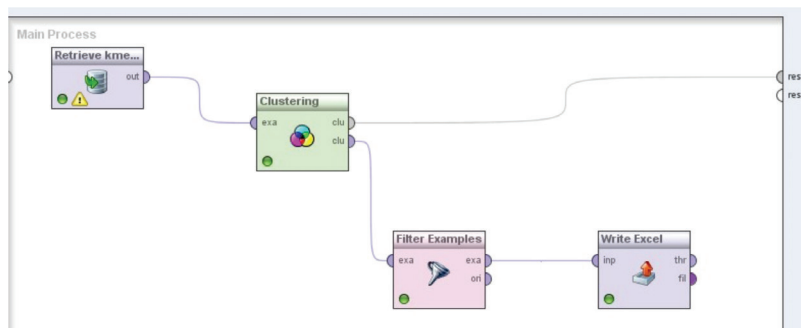 Main Process
Retrieve kme...
out
res
res
Clustering
exa
clu
clu
Filter Examples
exa
exa
ori
Write Excel
inp
thr
fil